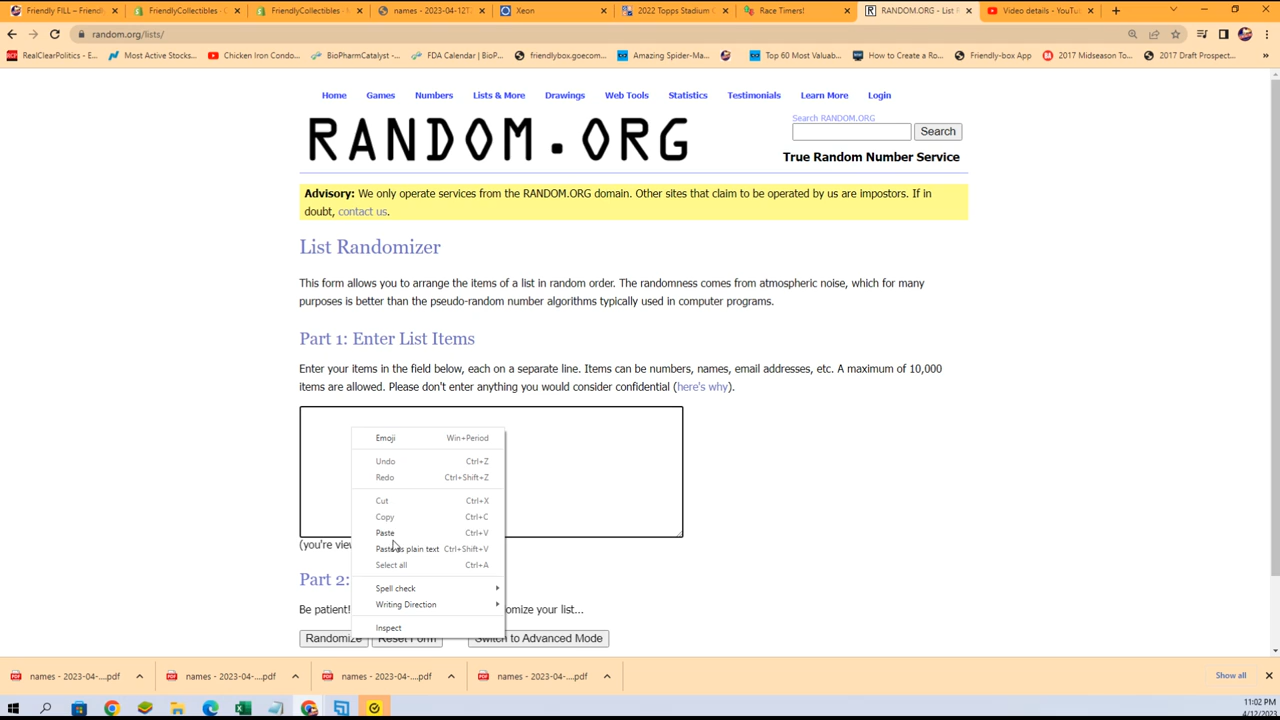 Friendly FILL – Friend FriendlyCollectibles · O FriendlyCollectibles · N names - 2023-04-12T Xeon 2022 Topps Stadium Race Timers! RANDOM.ORG - List R Video details - YouTu
random.org/lists/
RealClearPolitics - E... Most Active Stocks... Chicken Iron Condo... BioPharmCatalyst -... FDA Calendar | BioP... friendlybox.goecom... Amazing Spider-Ma... Top 60 Most Valuab... How to Create a Ro... Friendly-box App 2017 Midseason To... 2017 Draft Prospect... »
Home Games Numbers Lists & More Drawings Web Tools Statistics Testimonials Learn More Login
RANDOM.ORG
Search RANDOM.ORG
Search
True Random Number Service
Advisory: We only operate services from the RANDOM.ORG domain. Other sites that claim to be operated by us are impostors. If in
doubt, contact us.
List Randomizer
This form allows you to arrange the items of a list in random order. The randomness comes from atmospheric noise, which for many
purposes is better than the pseudo-random number algorithms typically used in computer programs.
Part 1: Enter List Items
Enter your items in the field below, each on a separate line. Items can be numbers, names, email addresses, etc. A maximum of 10,000
items are allowed. Please don't enter anything you would consider confidential (here's why).
Emoji Win+Period
Undo Ctrl+Z
Redo Ctrl+Shift+Z
Cut Ctrl+X
Copy Ctrl+C
Paste Ctrl+V
Paste as plain text Ctrl+Shift+V
Select all Ctrl+A
Spell check
Writing Direction
Inspect
(you're view
Part 2:
Be patient! omize your list...
Randomize Reset Form Switch to Advanced Mode
names - 2023-04-....pdf names - 2023-04-....pdf names - 2023-04-....pdf names - 2023-04-....pdf Show all
11:02 PM
4/12/2023